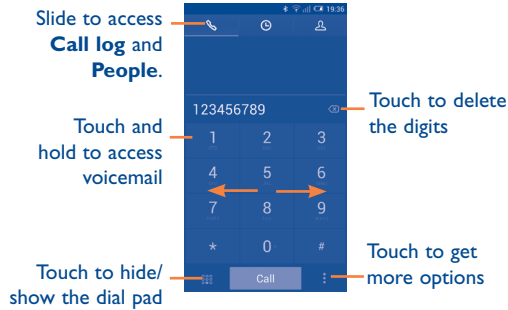 Slide to access
Call log and
People.
19:36
123456789
Touch to delete
the digits
Touch and
hold to access
voicemail
1 2 3
4 5 6
7 8 9
* 0 #
Call
Touch to get
more options
Touch to hide/
show the dial pad